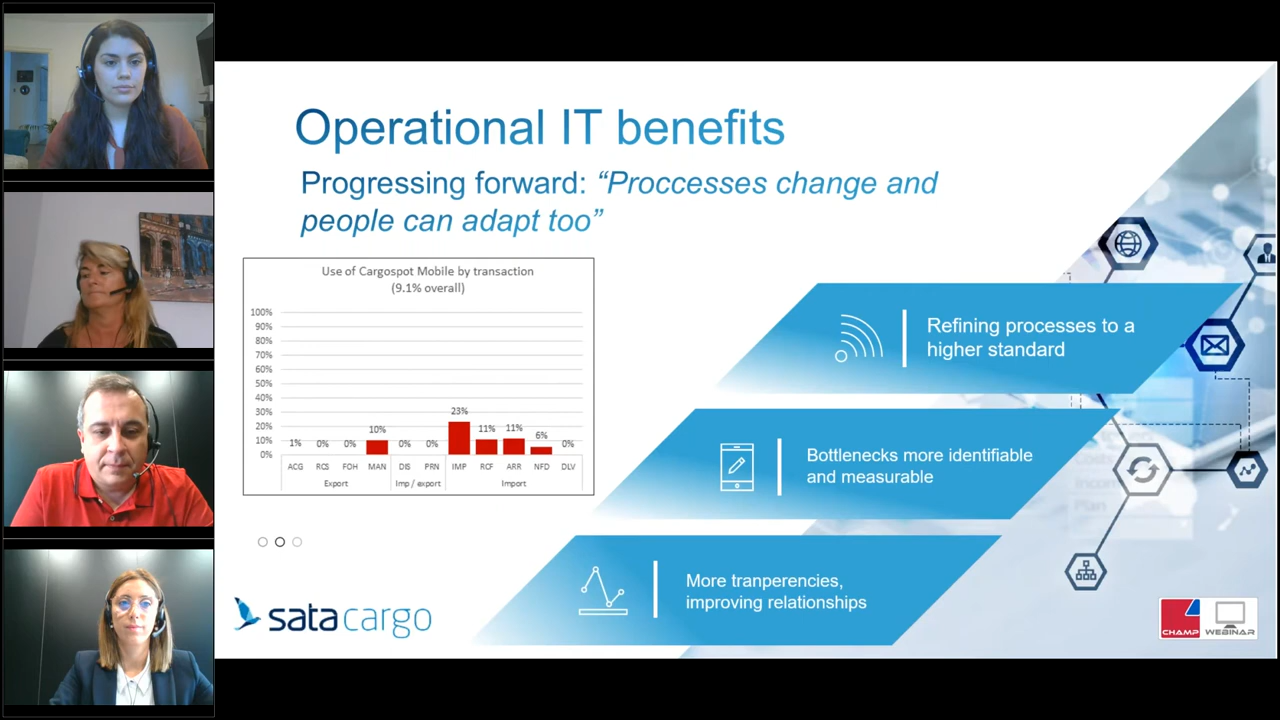 Operational IT benefits
Progressing forward: “Proccesses change and
people can adapt too”
Use of Cargospot Mobile by transaction
(9.1% overall)
100%
90%
80%
70%
60%
50%
40%
30%
20%
10%
0%
1% 0% 0% 10% 0% 0% 23% 11% 11% 6% 0%
ACG RCS FOH MAN DIS PRN IMP RCF ARR NFD DLV
Export Imp / export Import
Refining processes to a
higher standard
Bottlenecks more identifiable
and measurable
More tranperencies,
improving relationships
sata cargo
CHAMP WEBINAR